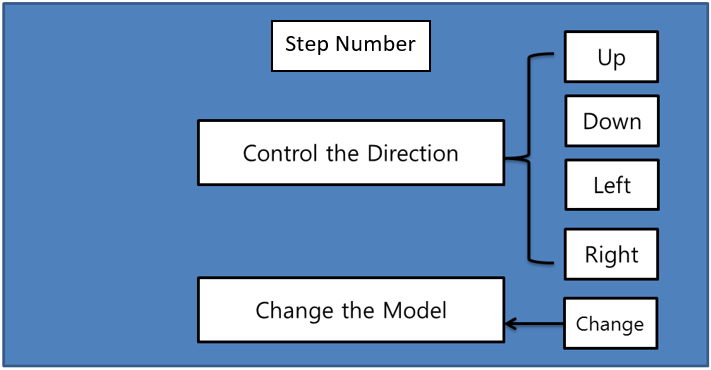 Step Number
Control the Direction
Up
Down
Left
Right
Change the Model
Change